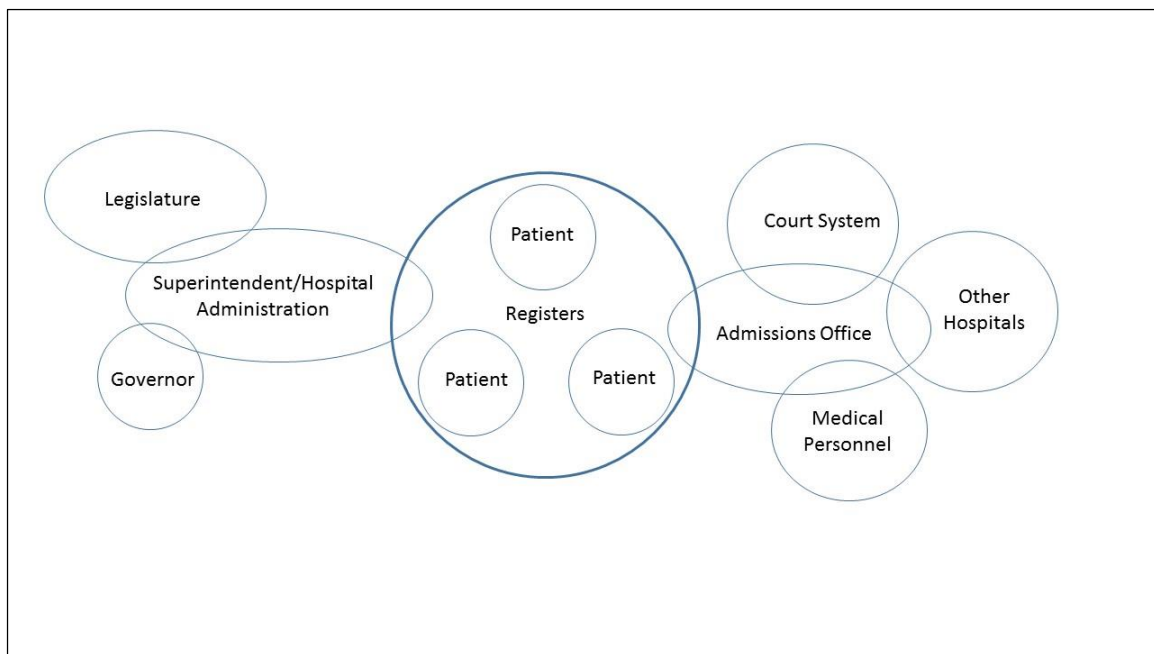 Legislature
Superintendent/Hospital
Administration
Governor
Patient
Registers
Patient
Patient
Court System
Admissions Office
Other
Hospitals
Medical
Personnel